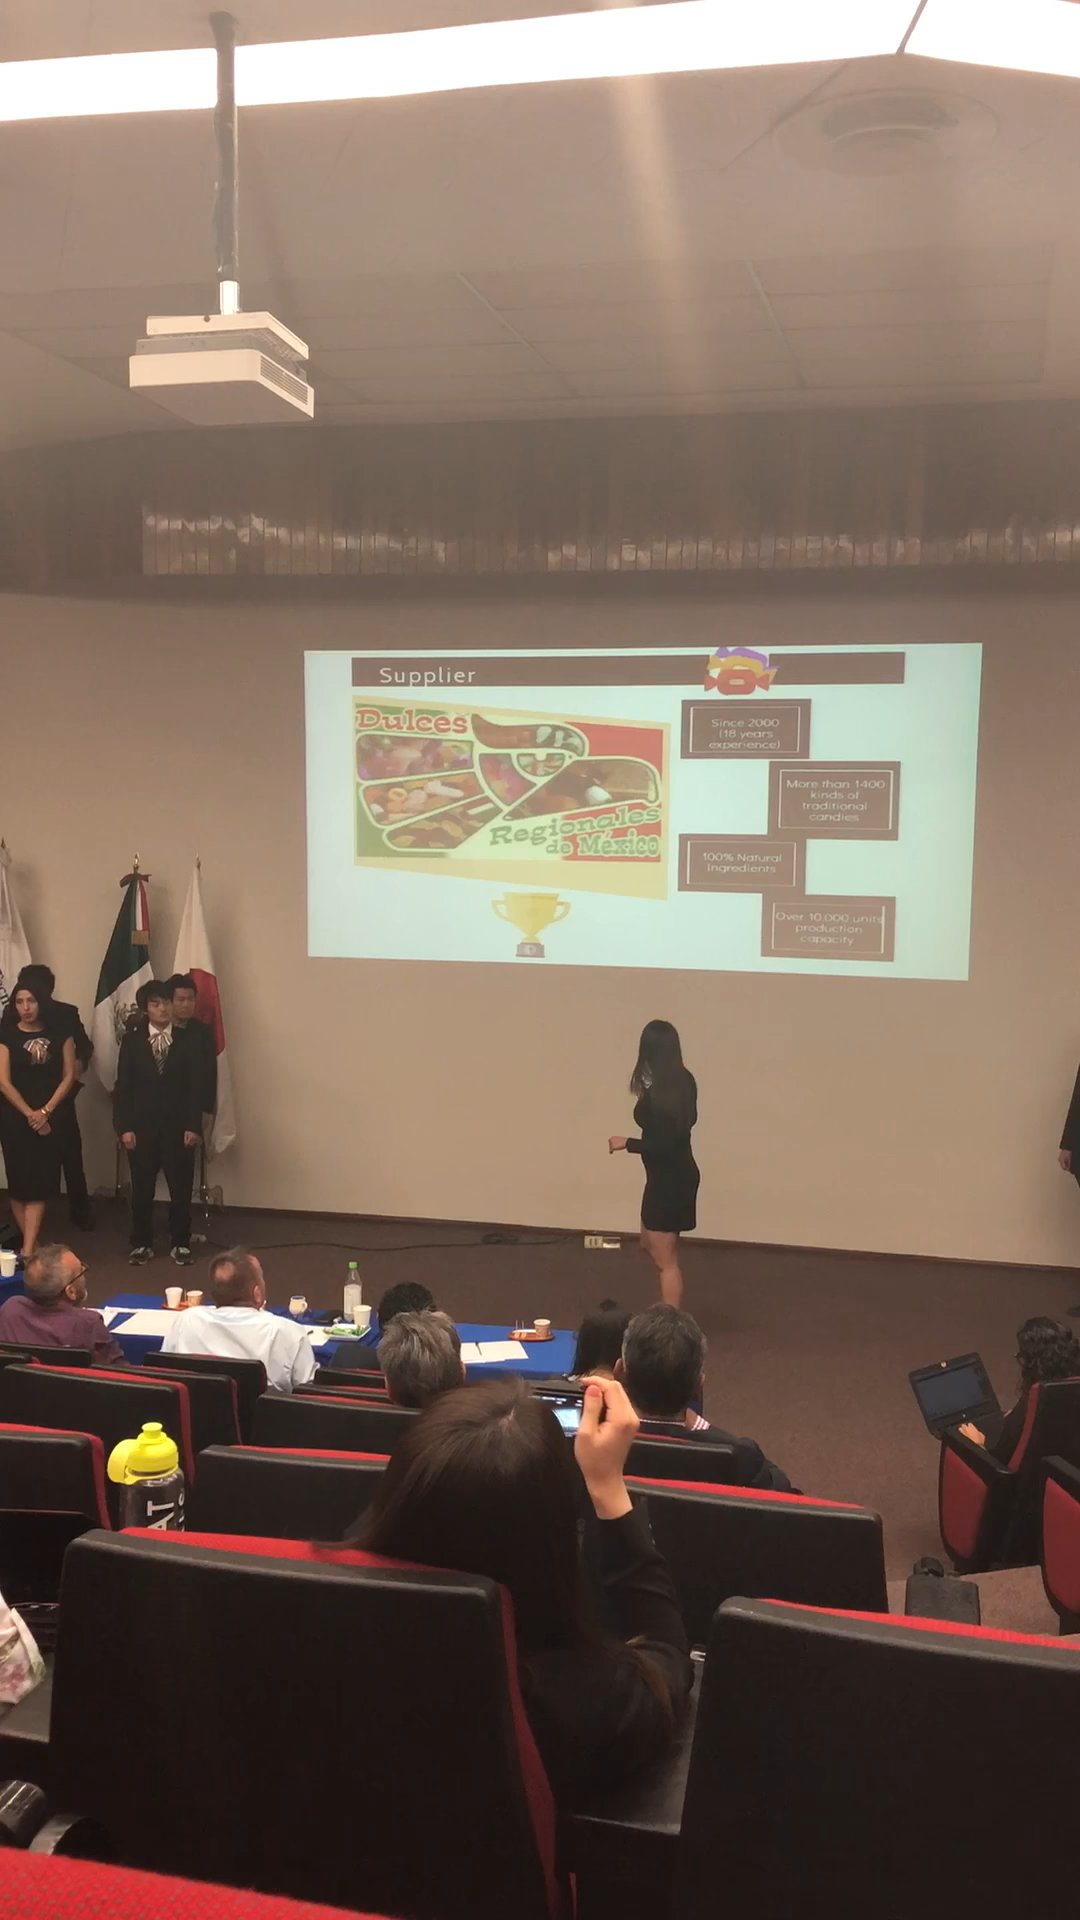 Supplier
Dulces
Regionales
de México
Since 2000
(18 years
experience)
More than 1400
kinds of
traditional
candies
100% Natural
Ingredients
Over 10,000 units
production
capacity